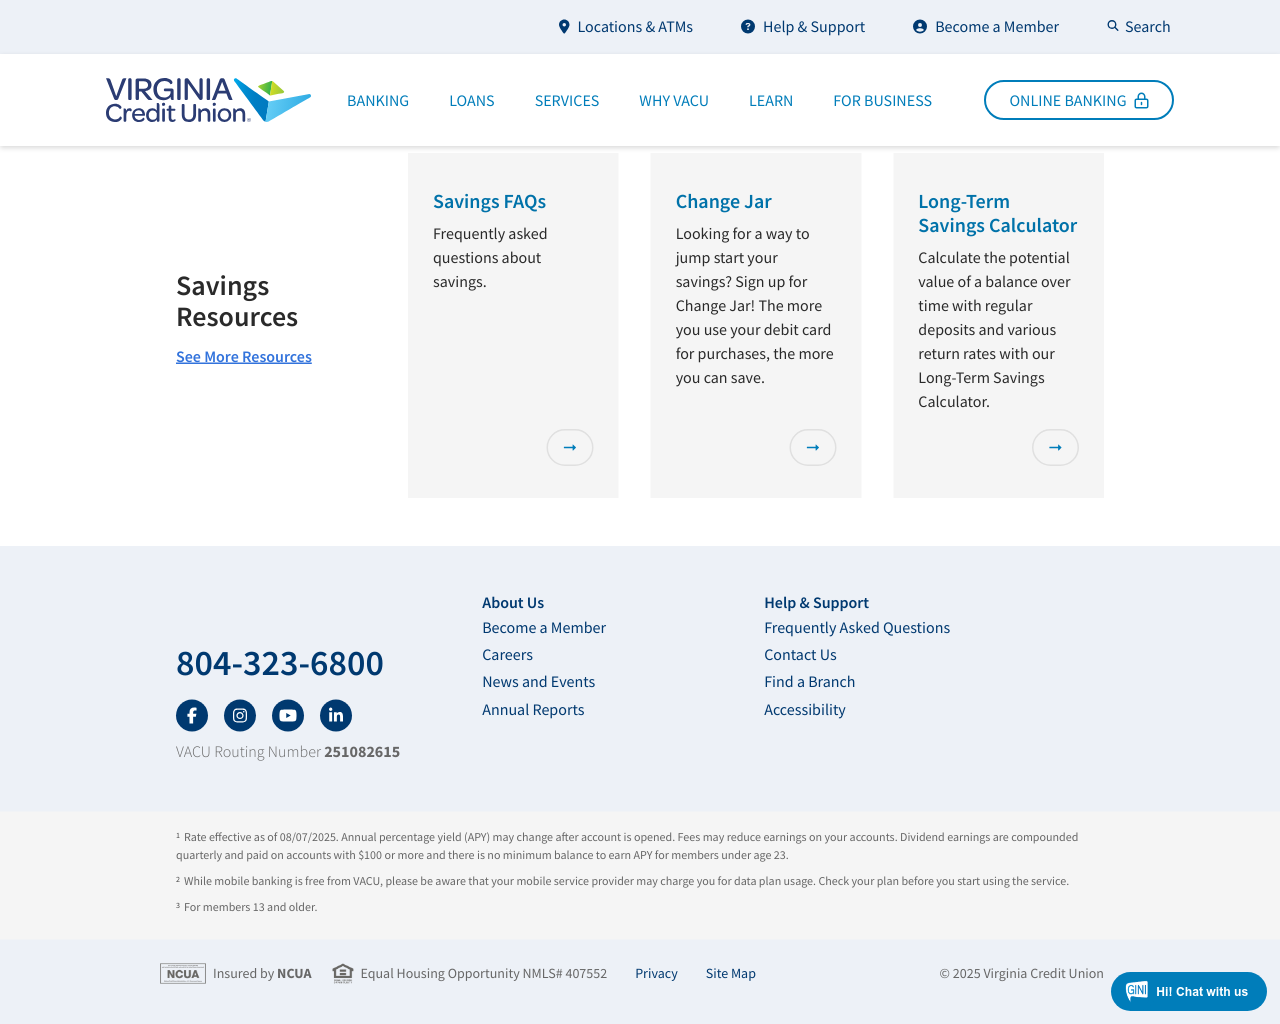 Locations & ATMs
Help & Support
Become a Member
Search
VIRGINIA
Credit Union
BANKING
LOANS
SERVICES
WHY VACU
LEARN
FOR BUSINESS
ONLINE BANKING
Savings
Resources
See More Resources
Savings FAQs
Frequently asked
questions about
savings.
Change Jar
Looking for a way to
jump start your
savings? Sign up for
Change Jar! The more
you use your debit card
for purchases, the more
you can save.
Long-Term
Savings Calculator
Calculate the potential
value of a balance over
time with regular
deposits and various
return rates with our
Long-Term Savings
Calculator.
804-323-6800
VACU Routing Number 251082615
About Us
Become a Member
Careers
News and Events
Annual Reports
Help & Support
Frequently Asked Questions
Contact Us
Find a Branch
Accessibility
¹ Rate effective as of 08/07/2025. Annual percentage yield (APY) may change after account is opened. Fees may reduce earnings on your accounts. Dividend earnings are compounded
quarterly and paid on accounts with $100 or more and there is no minimum balance to earn APY for members under age 23.
² While mobile banking is free from VACU, please be aware that your mobile service provider may charge you for data plan usage. Check your plan before you start using the service.
³ For members 13 and older.
NCUA
Insured by NCUA
Equal Housing Opportunity NMLS# 407552
Privacy
Site Map
© 2025 Virginia Credit Union
GINI
Hi! Chat with us